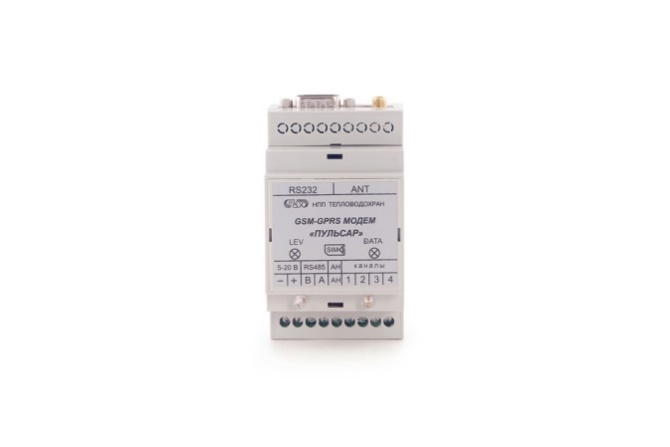 RS232 ANT
НПП ТЕПЛОВОДОХРАН
GSM-GPRS МОДЕМ
«ПУЛЬСАР»
LEV DATA
SIM
5-20 В RS485 АН каналы
– + B A АН 1 2 3 4